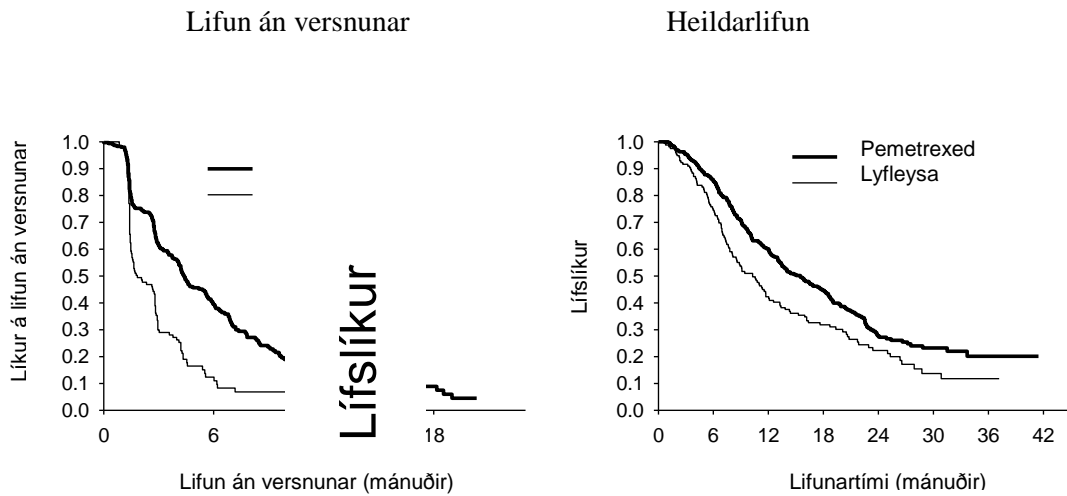 Lifun án versnunar
Heildarlifun
Líkur á lifun án versnunar
1.0
0.9
0.8
0.7
0.6
0.5
0.4
0.3
0.2
0.1
0.0
0 6 18
Lifun án versnunar (mánuðir)
Lífslíkur
Lífslíkur
1.0
0.9
0.8
0.7
0.6
0.5
0.4
0.3
0.2
0.1
0.0
Pemetrexed
Lyfleysa
0 6 12 18 24 30 36 42
Lifunartími (mánuðir)